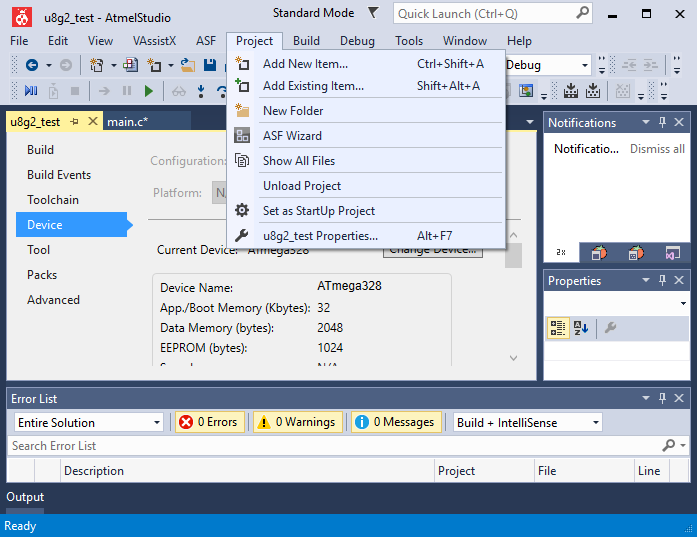 u8g2_test - AtmelStudio
Standard Mode
Quick Launch (Ctrl+Q)
File Edit View VAssistX ASF Project Build Debug Tools Window Help
Debug
Add New Item... Ctrl+Shift+A
Add Existing Item... Shift+Alt+A
New Folder
ASF Wizard
Show All Files
Unload Project
Set as StartUp Project
u8g2_test Properties... Alt+F7
u8g2_test
main.c*
Build
Build Events
Toolchain
Device
Tool
Packs
Advanced
Configuration:
Platform:
Current Device: ATmega328
Change Device...
Device Name: ATmega328
App./Boot Memory (Kbytes): 32
Data Memory (bytes): 2048
EEPROM (bytes): 1024
N/A
Notifications
Notificatio... Dismiss all
2x
Properties
Error List
Entire Solution
0 Errors
0 Warnings
0 Messages
Build + IntelliSense
Search Error List
Description Project File Line
Output
Ready